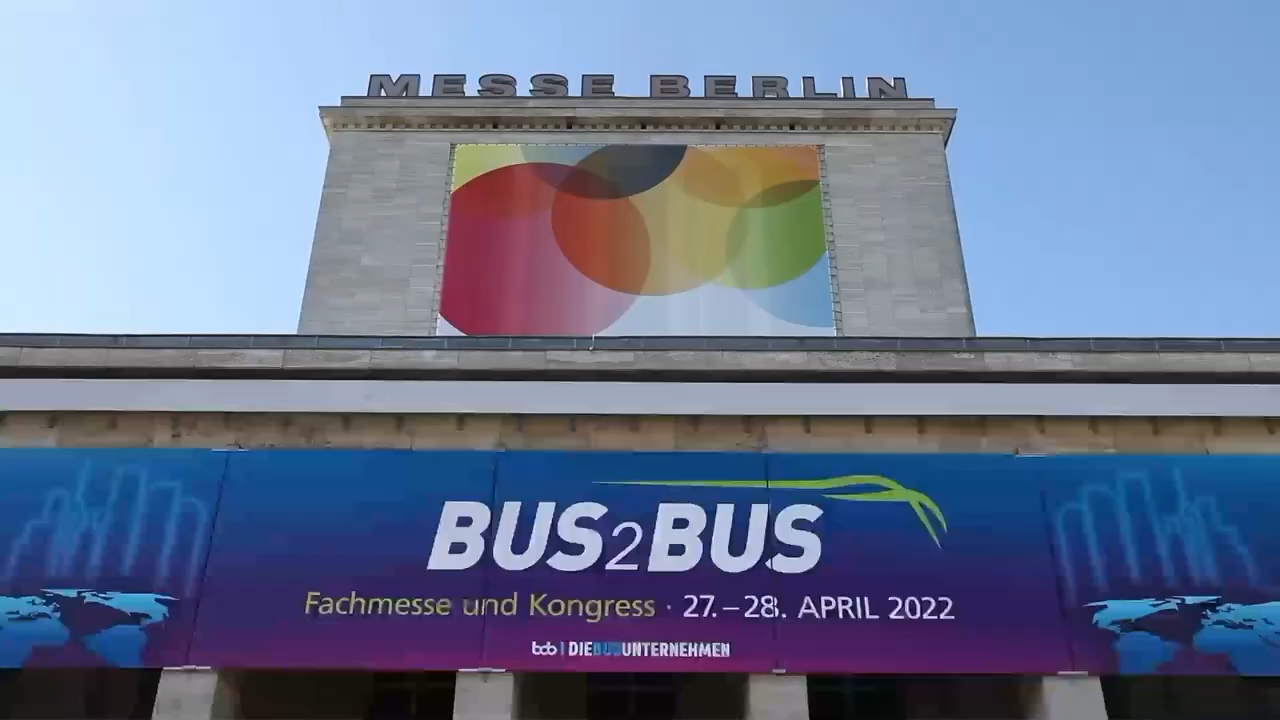 MESSE BERLIN
BUS2BUS
Fachmesse und Kongress · 27.–28. APRIL 2022
bdo | DIEBUSUNTERNEHMEN